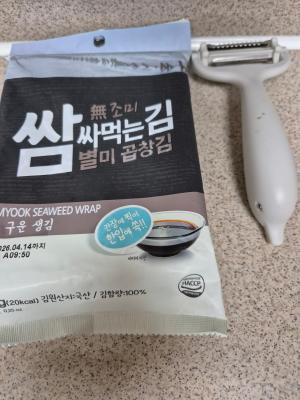 無 조미
쌈 싸먹는김
별미 곱창김
MYOOK SEAWEED WRAP
구운 생김
간장에 찍어
한입에 쏙!!
026.04.14까지
A09:50
HACCP
g(20kcal) 김원산지:국산 / 김함량:100%